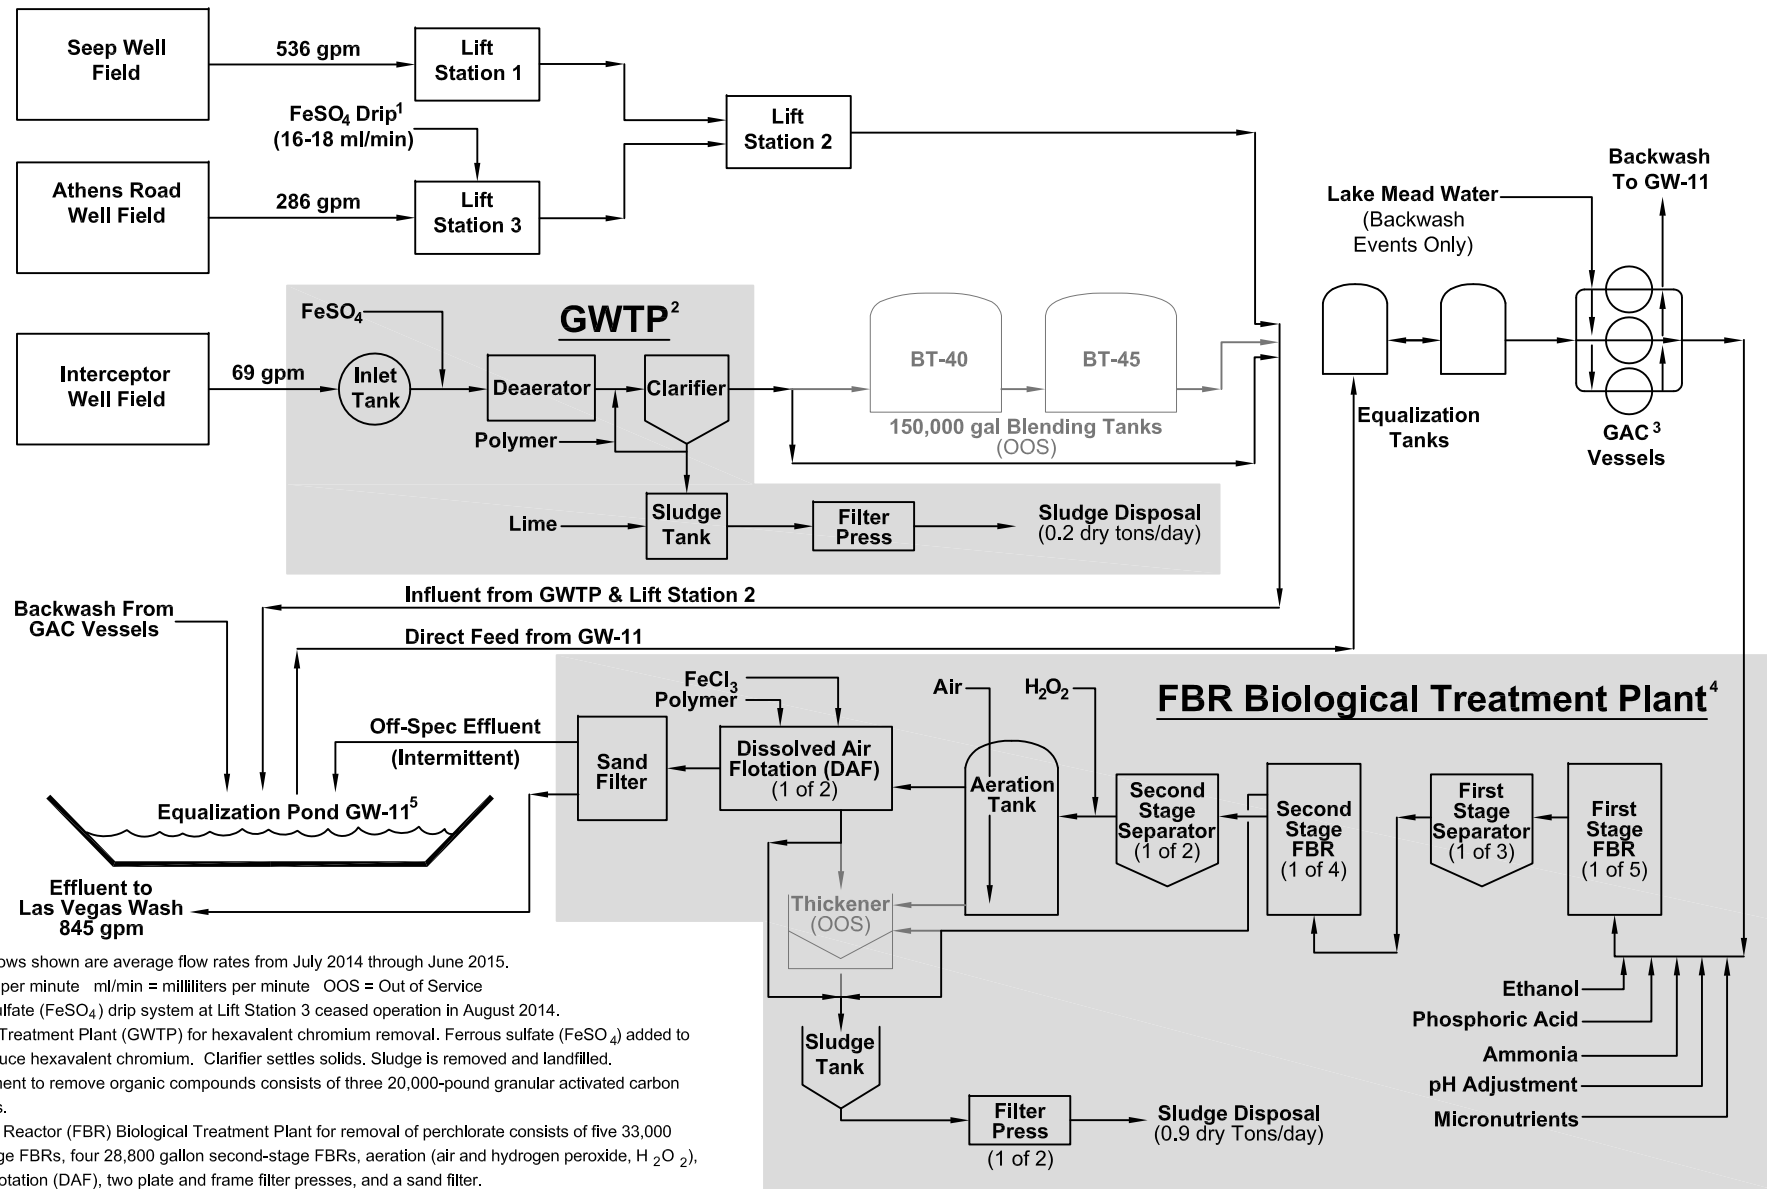 Seep Well
Field
536 gpm
Lift
Station 1
FeSO4 Drip1
(16-18 ml/min)
Lift
Station 2
Athens Road
Well Field
286 gpm
Lift
Station 3
Backwash
To GW-11
Lake Mead Water
(Backwash
Events Only)
Interceptor
Well Field
69 gpm
FeSO4
GWTP2
Inlet
Tank
Deaerator
Clarifier
Polymer
BT-40
BT-45
150,000 gal Blending Tanks
(OOS)
Equalization
Tanks
GAC 3
Vessels
Lime
Sludge
Tank
Filter
Press
Sludge Disposal
(0.2 dry tons/day)
Influent from GWTP & Lift Station 2
Backwash From
GAC Vessels
Direct Feed from GW-11
FBR Biological Treatment Plant4
FeCl3
Polymer
Air
H2O2
Off-Spec Effluent
(Intermittent)
Sand
Filter
Dissolved Air
Flotation (DAF)
(1 of 2)
Aeration
Tank
Second
Stage
Separator
(1 of 2)
Second
Stage
FBR
(1 of 4)
First
Stage
Separator
(1 of 3)
First
Stage
FBR
(1 of 5)
Equalization Pond GW-115
Effluent to
Las Vegas Wash
845 gpm
Thickener
(OOS)
Sludge
Tank
Filter
Press
(1 of 2)
Sludge Disposal
(0.9 dry Tons/day)
Ethanol
Phosphoric Acid
Ammonia
pH Adjustment
Micronutrients
shown are average flow rates from July 2014 through June 2015.
per minute ml/min = milliliters per minute OOS = Out of Service
(FeSO4) drip system at Lift Station 3 ceased operation in August 2014.
Treatment Plant (GWTP) for hexavalent chromium removal. Ferrous sulfate (FeSO4) added to
hexavalent chromium. Clarifier settles solids. Sludge is removed and landfilled.
to remove organic compounds consists of three 20,000-pound granular activated carbon
Reactor (FBR) Biological Treatment Plant for removal of perchlorate consists of five 33,000
FBRs, four 28,800 gallon second-stage FBRs, aeration (air and hydrogen peroxide, H2O2),
(DAF), two plate and frame filter presses, and a sand filter.